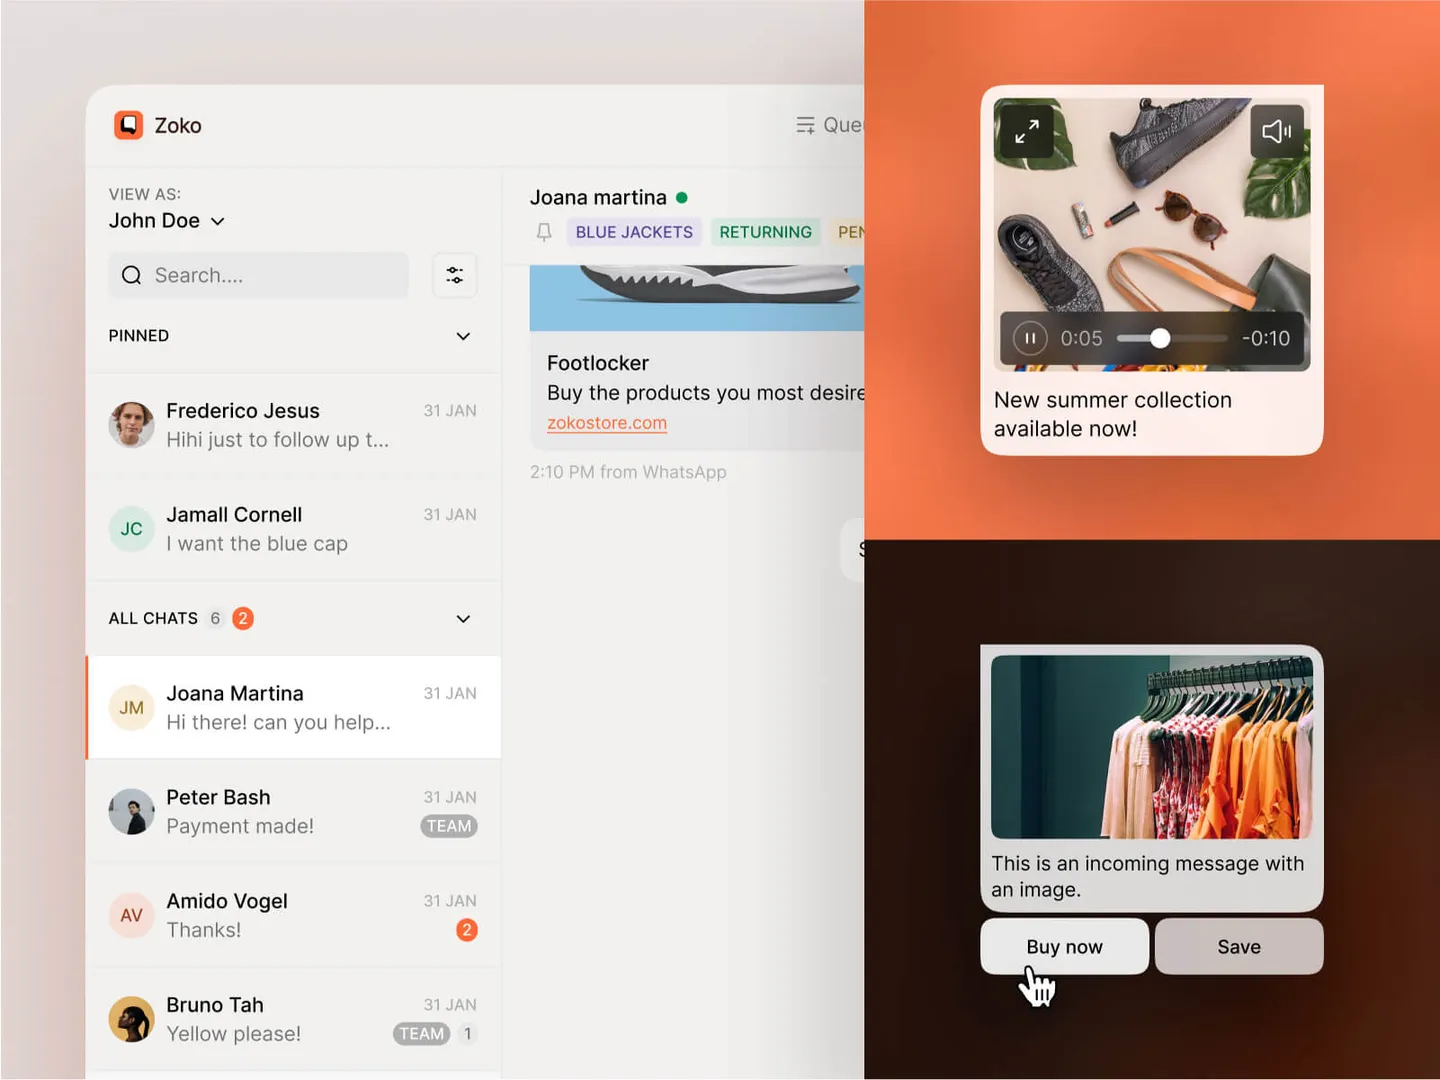 Zoko
VIEW AS:
John Doe
Search....
PINNED
Frederico Jesus
31 JAN
Hihi just to follow up t...
JC
Jamall Cornell
31 JAN
I want the blue cap
ALL CHATS 6 2
JM
Joana Martina
31 JAN
Hi there! can you help...
Peter Bash
31 JAN
Payment made!
TEAM
AV
Amido Vogel
31 JAN
Thanks!
2
Bruno Tah
31 JAN
Yellow please!
TEAM 1
Joana martina
BLUE JACKETS
RETURNING
Footlocker
Buy the products you most desire
zokostore.com
2:10 PM from WhatsApp
0:05
-0:10
New summer collection
available now!
This is an incoming message with
an image.
Buy now
Save